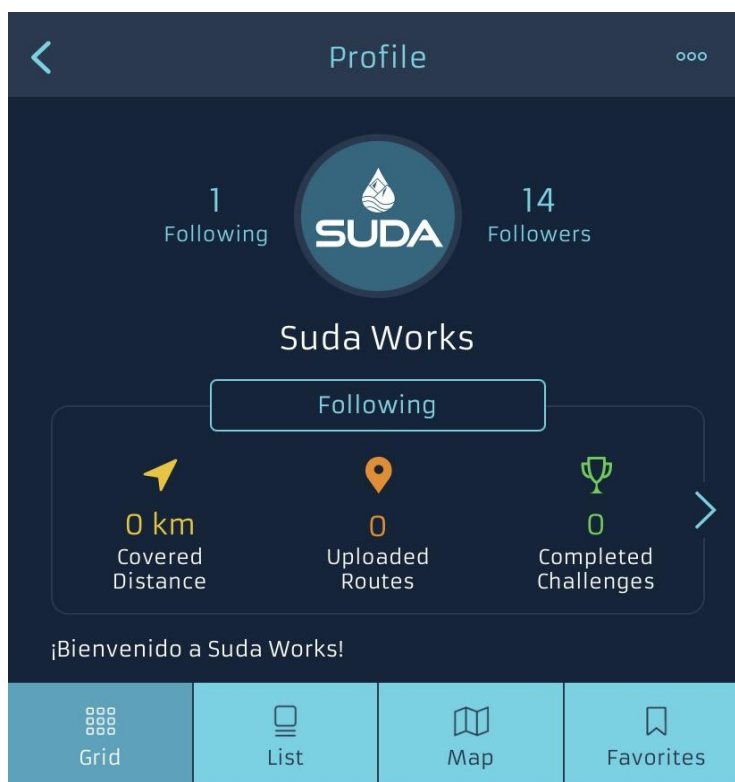 Profile
1
Following
SUDA
14
Followers
Suda Works
Following
0 km
Covered
Distance
0
Uploaded
Routes
0
Completed
Challenges
¡Bienvenido a Suda Works!
Grid
List
Map
Favorites